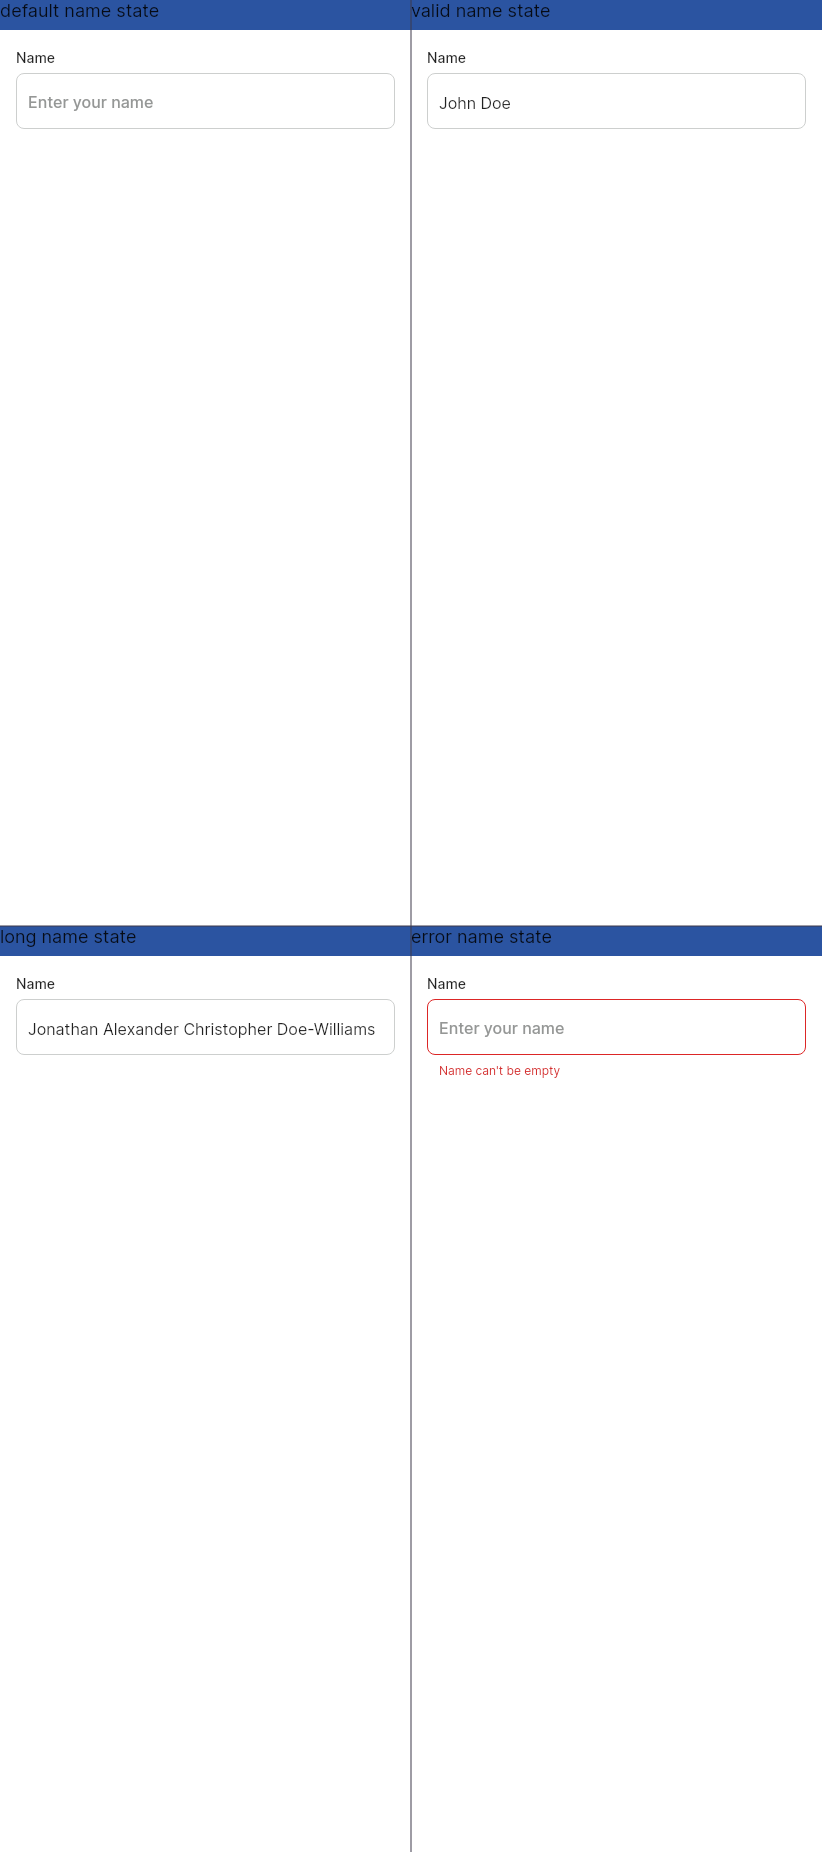 default name state
valid name state
Name
Name
Enter your name
John Doe
long name state
error name state
Name
Name
Jonathan Alexander Christopher Doe-Williams
Enter your name
Name can't be empty